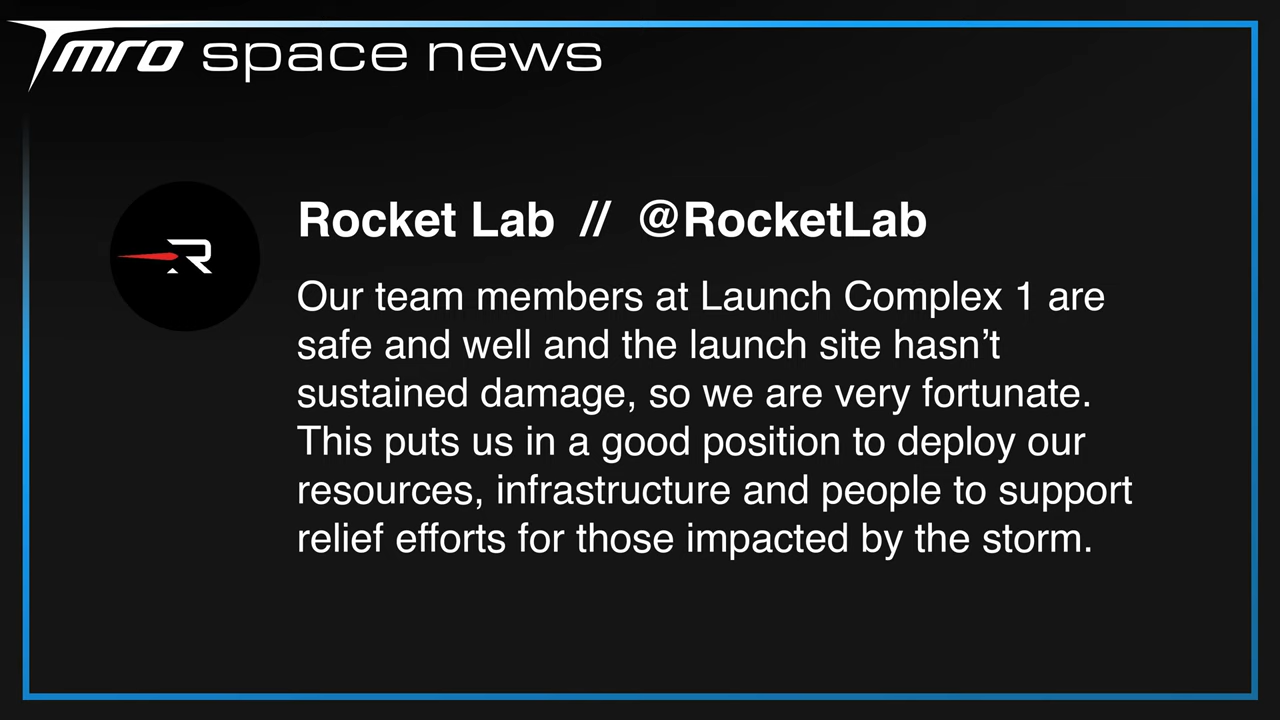 TMRO space news
Rocket Lab // @RocketLab
Our team members at Launch Complex 1 are
safe and well and the launch site hasn’t
sustained damage, so we are very fortunate.
This puts us in a good position to deploy our
resources, infrastructure and people to support
relief efforts for those impacted by the storm.